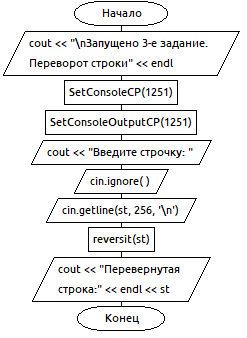 Начало
cout << "\nЗапущено 3-е задание.
Переворот строки" << endl
SetConsoleCP(1251)
SetConsoleOutputCP(1251)
cout << "Введите строчку: "
cin.ignore( )
cin.getline(st, 256, '\n')
reversit(st)
cout << "Перевернутая
строка:" << endl << st
Конец